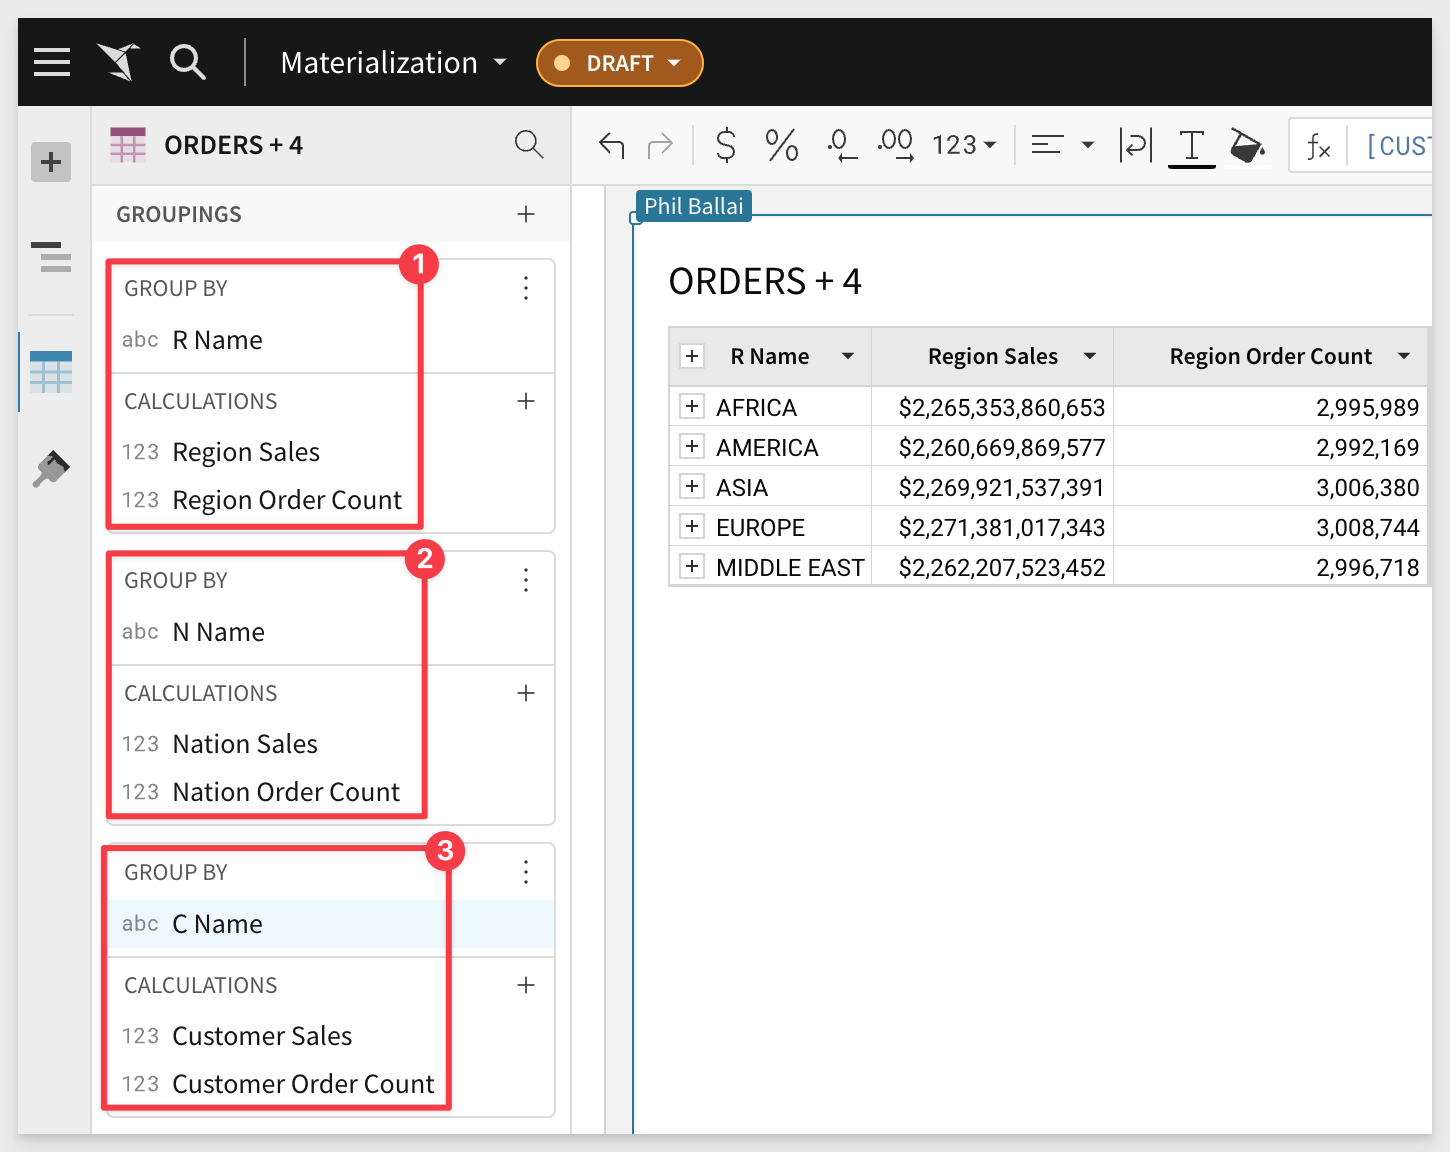 Materialization
DRAFT
ORDERS + 4
$ % .0 .00 123
fx [CUST
GROUPINGS
Phil Ballai
1
GROUP BY
abc R Name
CALCULATIONS
123 Region Sales
123 Region Order Count
2
GROUP BY
abc N Name
CALCULATIONS
123 Nation Sales
123 Nation Order Count
3
GROUP BY
abc C Name
CALCULATIONS
123 Customer Sales
123 Customer Order Count
ORDERS + 4
R Name Region Sales Region Order Count
AFRICA $2,265,353,860,653 2,995,989
AMERICA $2,260,669,869,577 2,992,169
ASIA $2,269,921,537,391 3,006,380
EUROPE $2,271,381,017,343 3,008,744
MIDDLE EAST $2,262,207,523,452 2,996,718